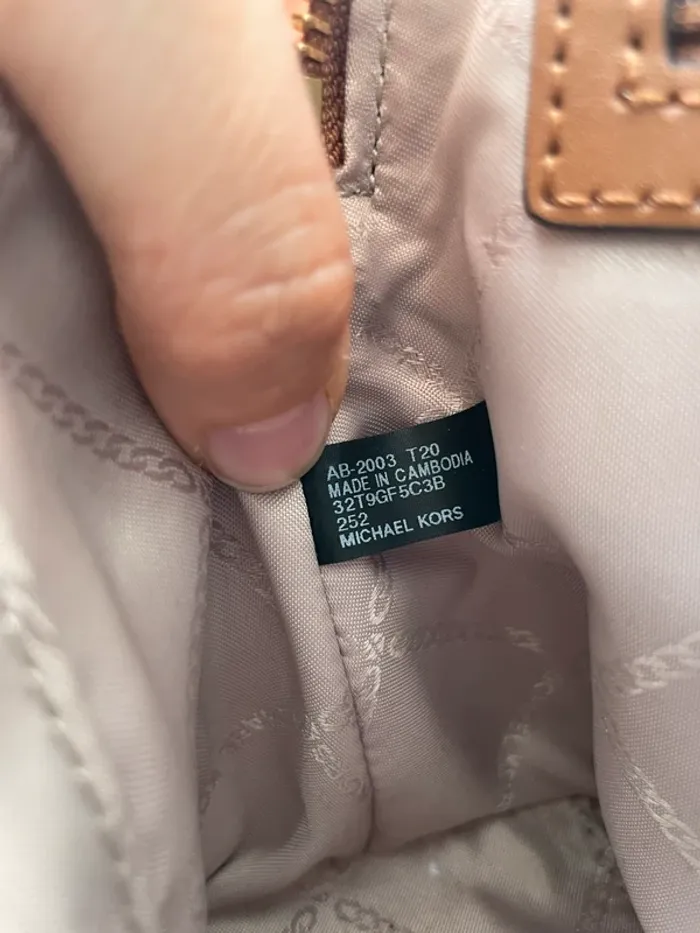 AB-2003 T20
MADE IN CAMBODIA
32T9GF5C3B
252
MICHAEL KORS